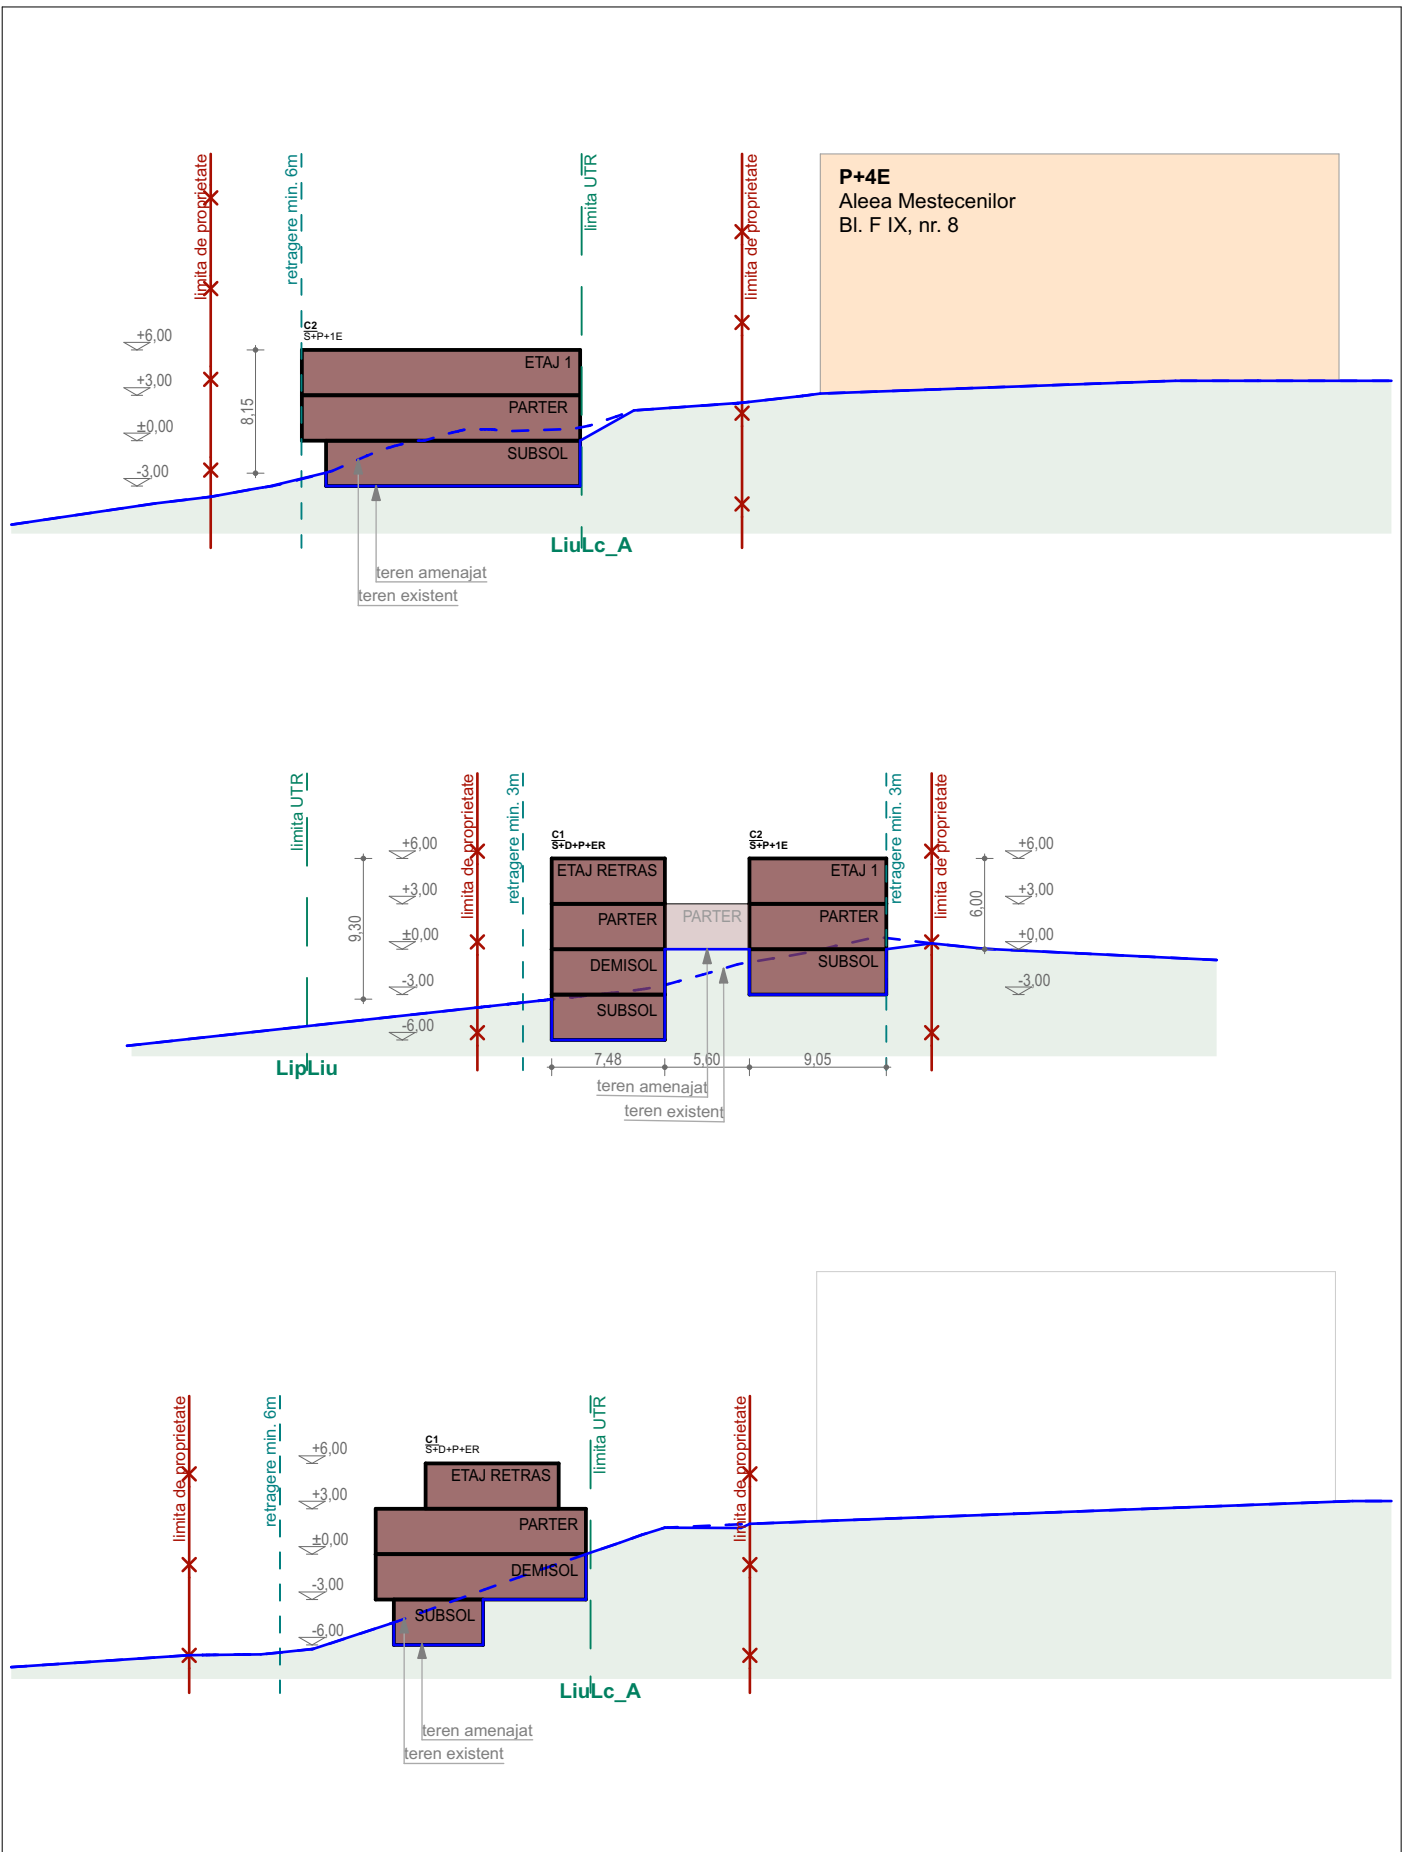 limita de proprietate
retragere min. 6m
limita UTR
limita de proprietate
P+4E
Aleea Mestecenilor
Bl. F IX, nr. 8
C2
S+P+1E
+6,00
+3,00
±0,00
-3,00
8,15
ETAJ 1
PARTER
SUBSOL
LiuLc_A
teren amenajat
teren existent
limita UTR
limita de proprietate
retragere min. 3m
retragere min. 3m
limita de proprietate
C1
S+D+P+ER
C2
S+P+1E
+6,00
+3,00
±0,00
-3,00
-6,00
9,30
ETAJ RETRAS
PARTER
DEMISOL
SUBSOL
PARTER
ETAJ 1
PARTER
SUBSOL
6,00
+6,00
+3,00
±0,00
-3,00
7,48
5,60
9,05
LipLiu
teren amenajat
teren existent
limita de proprietate
retragere min. 6m
limita UTR
limita de proprietate
C1
S+D+P+ER
+6,00
+3,00
±0,00
-3,00
-6,00
ETAJ RETRAS
PARTER
DEMISOL
SUBSOL
LiuLc_A
teren amenajat
teren existent